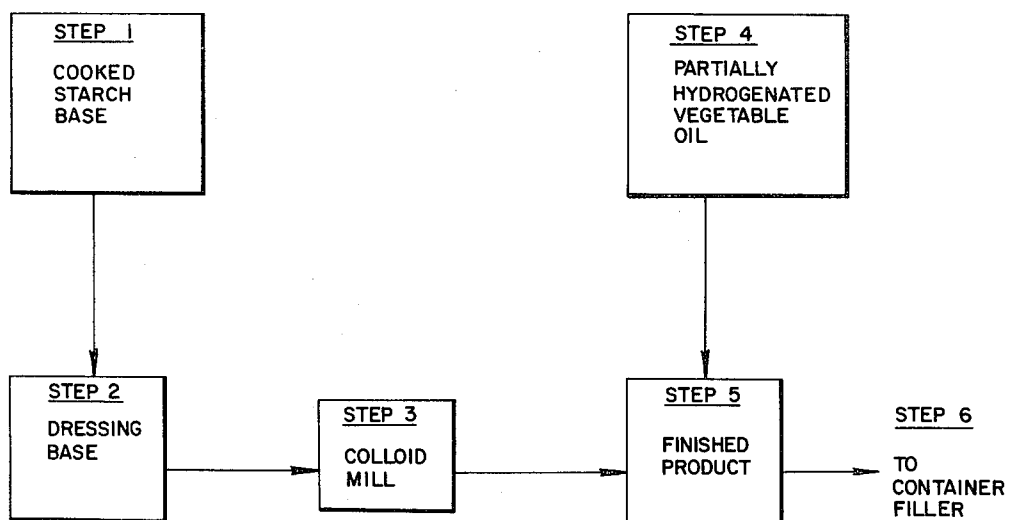 STEP 1
COOKED
STARCH
BASE
STEP 4
PARTIALLY
HYDROGENATED
VEGETABLE
OIL
STEP 2
DRESSING
BASE
STEP 3
COLLOID
MILL
STEP 5
FINISHED
PRODUCT
STEP 6
TO
CONTAINER
FILLER